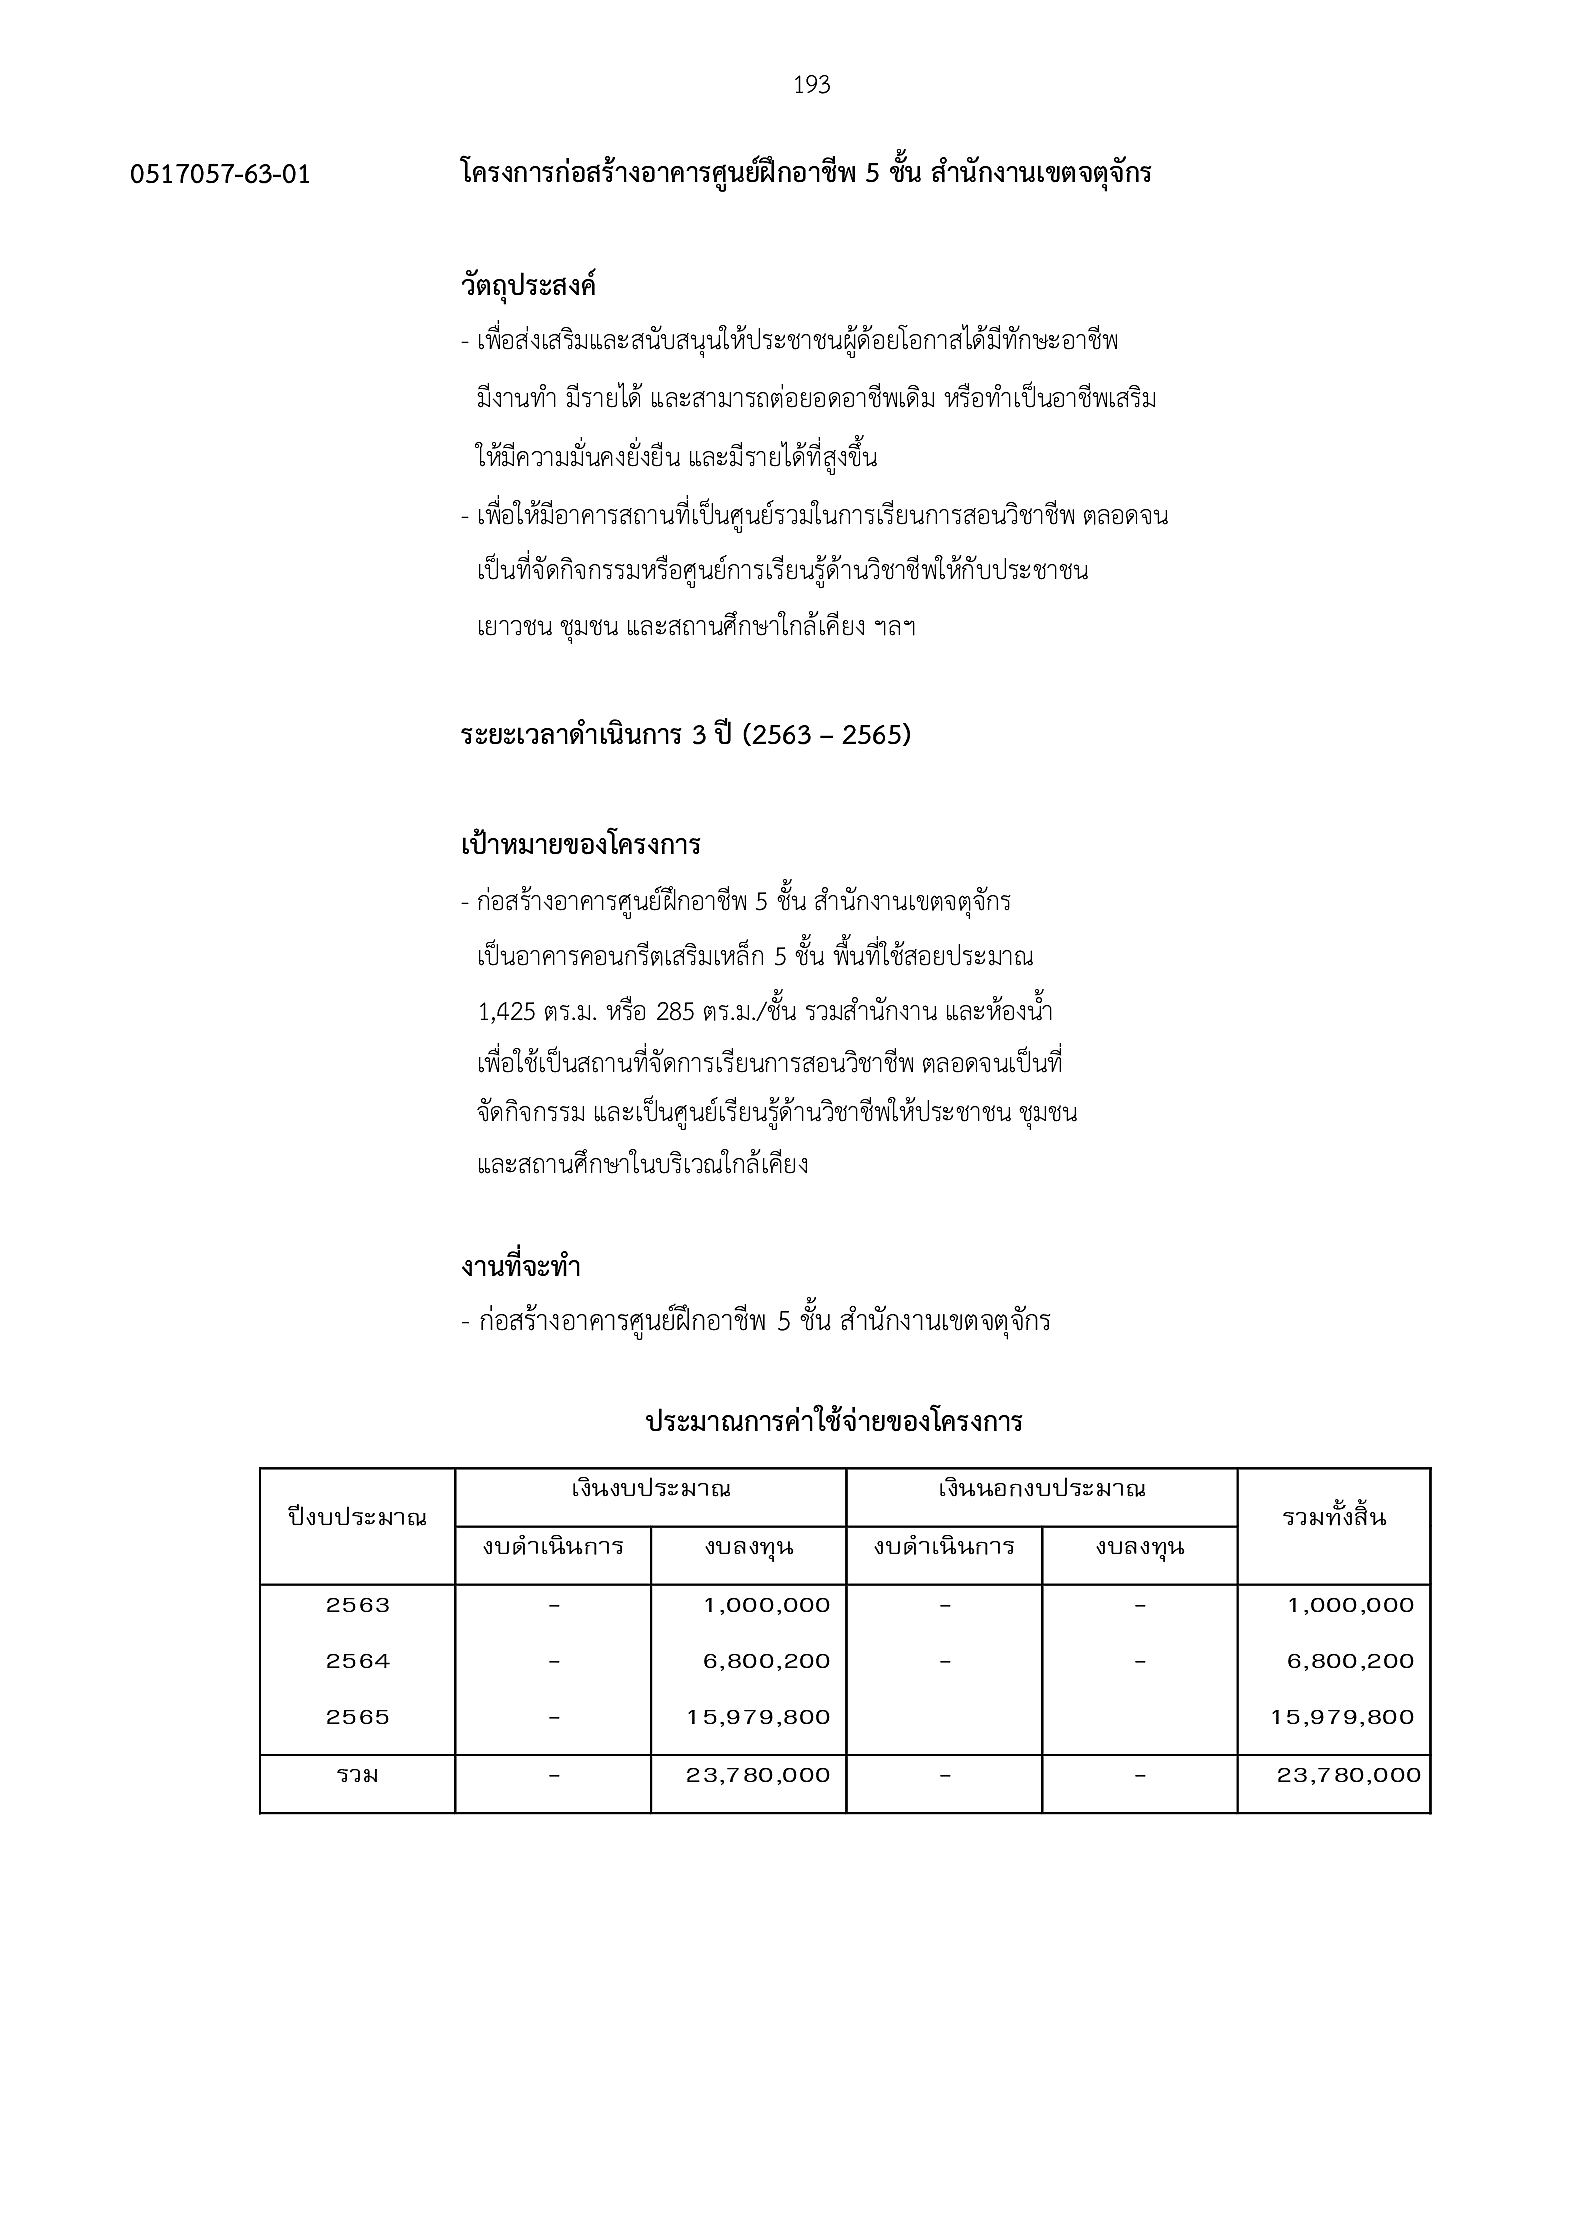 193
0517057-63-01 โครงการก่อสร้างอาคารศูนย์ฝึกอาชีพ 5 ชั้น สำนักงานเขตจตุจักร
วัตถุประสงค์
- เพื่อส่งเสริมและสนับสนุนให้ประชาชนผู้ด้อยโอกาสได้มีทักษะอาชีพ
มีงานทำ มีรายได้ และสามารถต่อยอดอาชีพเดิม หรือทำเป็นอาชีพเสริม
ให้มีความมั่นคงยั่งยืน และมีรายได้ที่สูงขึ้น
- เพื่อให้มีอาคารสถานที่เป็นศูนย์รวมในการเรียนการสอนวิชาชีพ ตลอดจน
เป็นที่จัดกิจกรรมหรือศูนย์การเรียนรู้ด้านวิชาชีพให้กับประชาชน
เยาวชน ชุมชน และสถานศึกษาใกล้เคียง ฯลฯ
ระยะเวลาดำเนินการ 3 ปี (2563 – 2565)
เป้าหมายของโครงการ
- ก่อสร้างอาคารศูนย์ฝึกอาชีพ 5 ชั้น สำนักงานเขตจตุจักร
เป็นอาคารคอนกรีตเสริมเหล็ก 5 ชั้น พื้นที่ใช้สอยประมาณ
1,425 ตร.ม. หรือ 285 ตร.ม./ชั้น รวมสำนักงาน และห้องน้ำ
เพื่อใช้เป็นสถานที่จัดการเรียนการสอนวิชาชีพ ตลอดจนเป็นที่
จัดกิจกรรม และเป็นศูนย์เรียนรู้ด้านวิชาชีพให้ประชาชน ชุมชน
และสถานศึกษาในบริเวณใกล้เคียง
งานที่จะทำ
- ก่อสร้างอาคารศูนย์ฝึกอาชีพ 5 ชั้น สำนักงานเขตจตุจักร
ประมาณการค่าใช้จ่ายของโครงการ
ปีงบประมาณ เงินงบประมาณ เงินนอกงบประมาณ รวมทั้งสิ้น
งบดำเนินการ งบลงทุน งบดำเนินการ งบลงทุน
2563 - 1,000,000 - - 1,000,000
2564 - 6,800,200 - - 6,800,200
2565 - 15,979,800 15,979,800
รวม - 23,780,000 - - 23,780,000